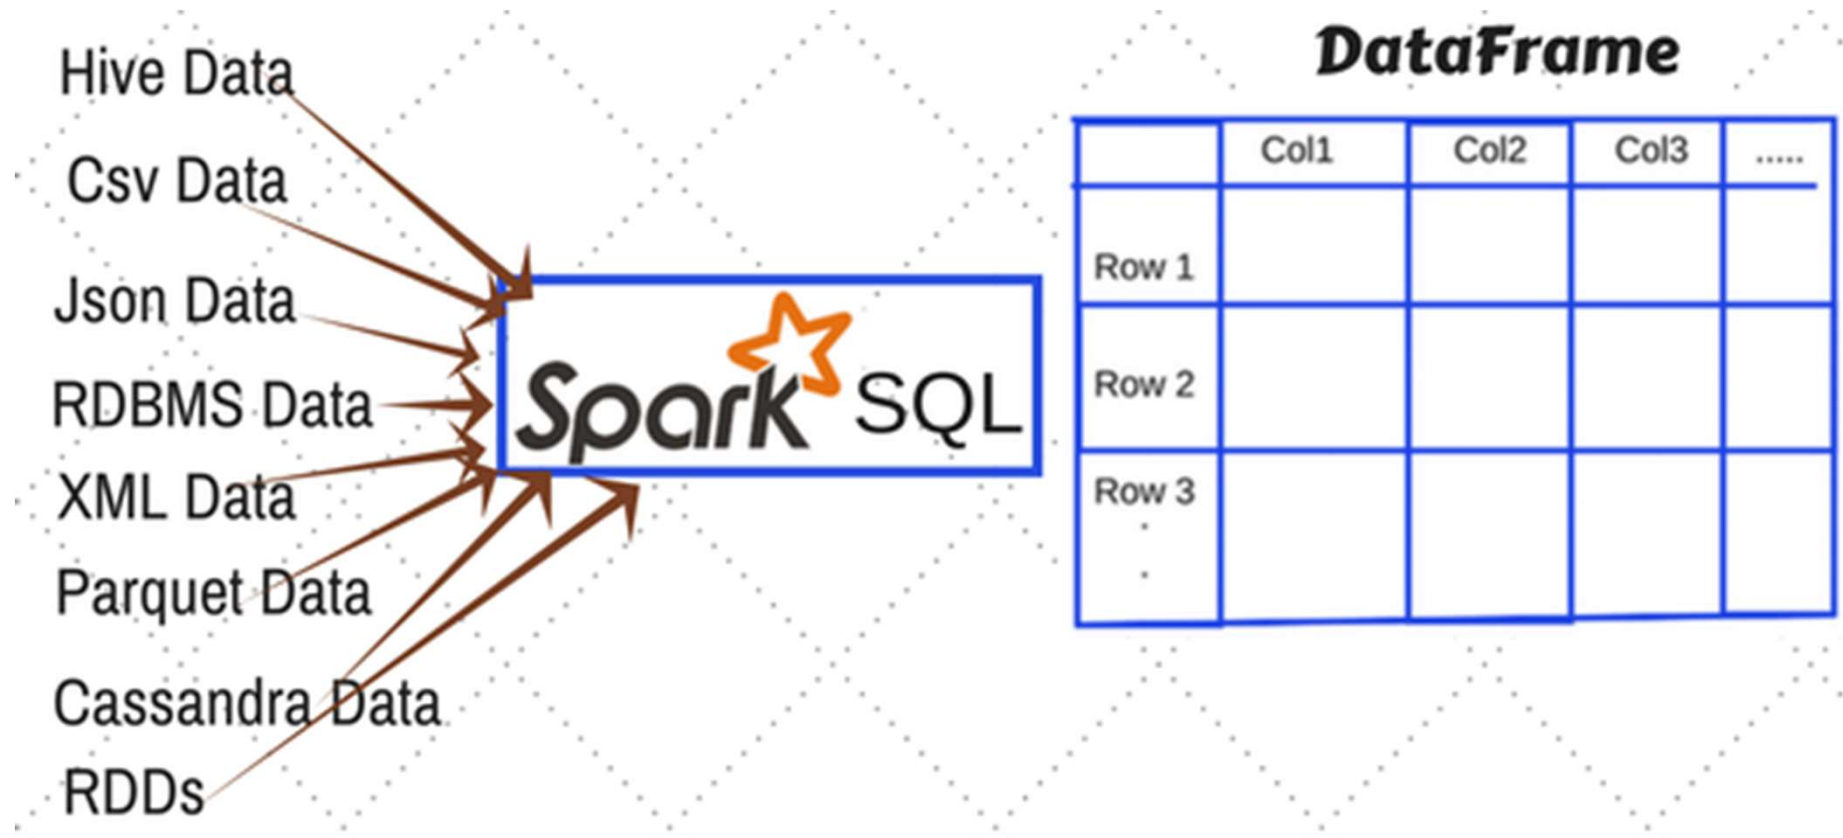 Hive Data
Csv Data
Json Data
RDBMS Data
XML Data
Parquet Data
Cassandra Data
RDDs
Spark SQL
DataFrame
Col1 Col2 Col3 .....
Row 1
Row 2
Row 3
.
.